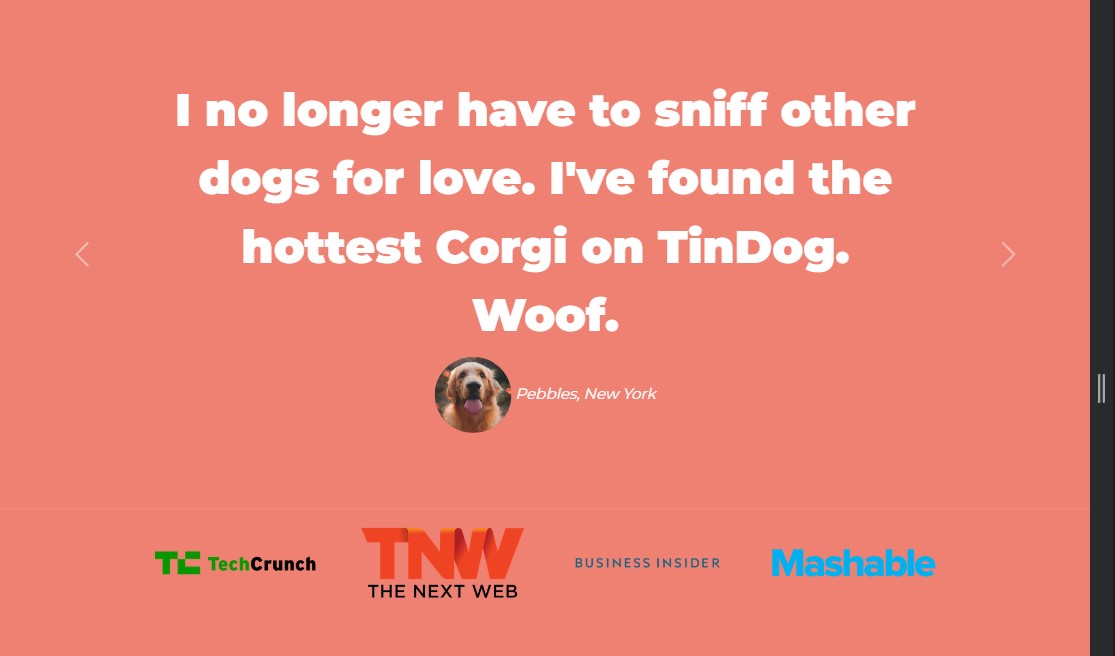 I no longer have to sniff other
dogs for love. I've found the
hottest Corgi on TinDog.
Woof.
Pebbles, New York
TC TechCrunch
TNW
THE NEXT WEB
BUSINESS INSIDER
Mashable